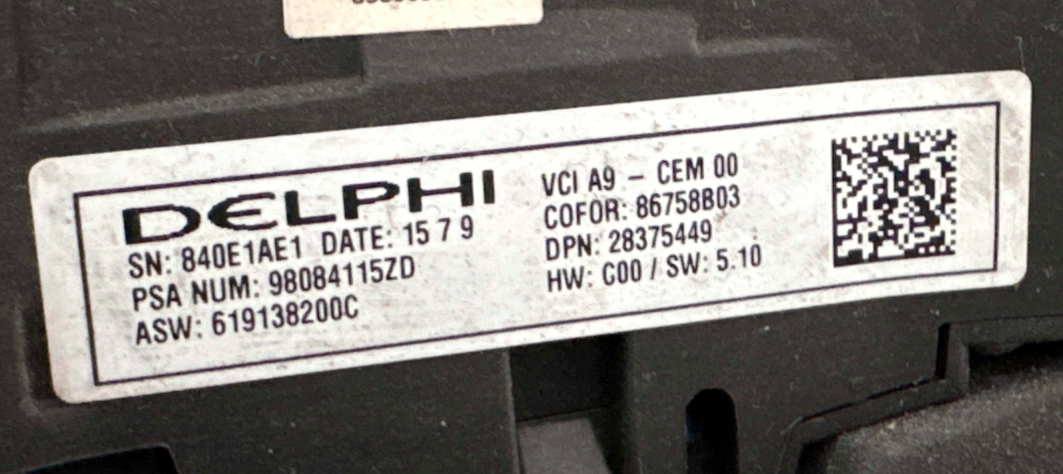 DELPHI
SN: 840E1AE1 DATE: 15 7 9
PSA NUM: 98084115ZD
ASW: 619138200C
VCI A9 - CEM 00
COFOR: 86758B03
DPN: 28375449
HW: C00 / SW: 5.10